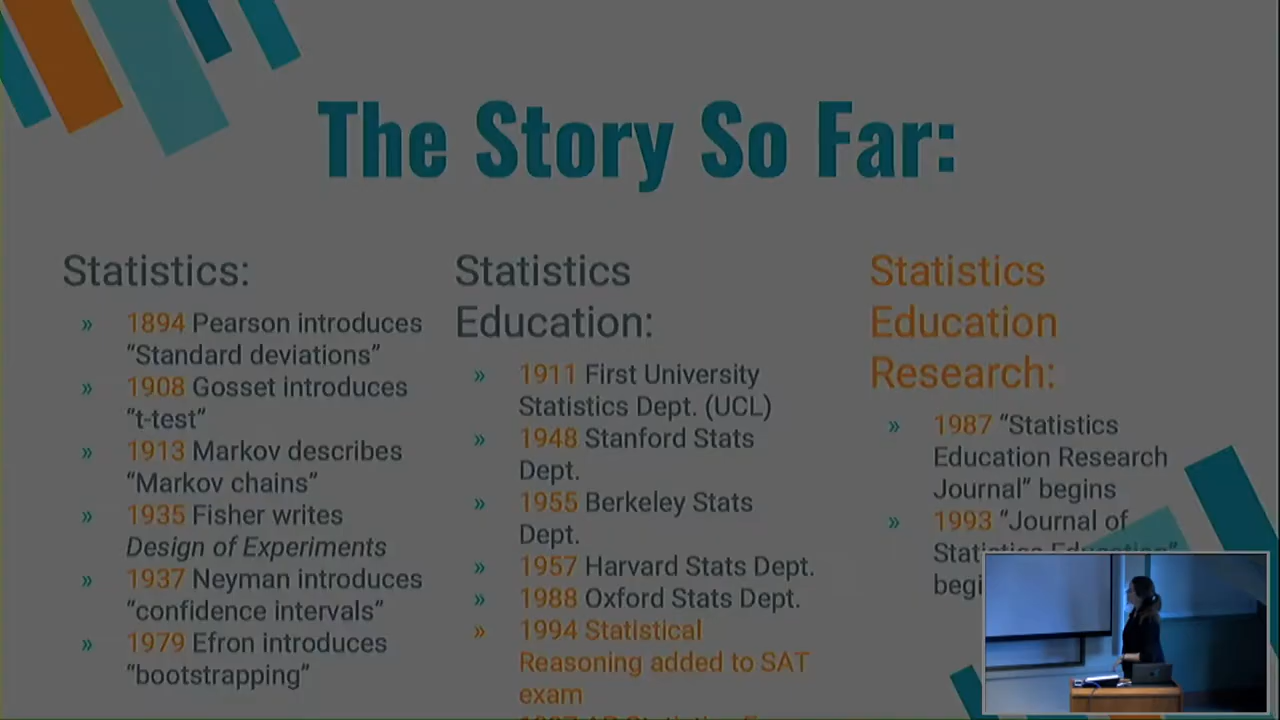 The Story So Far:
Statistics:
» 1894 Pearson introduces
“Standard deviations”
» 1908 Gosset introduces
“t-test”
» 1913 Markov describes
“Markov chains”
» 1935 Fisher writes
Design of Experiments
» 1937 Neyman introduces
“confidence intervals”
» 1979 Efron introduces
“bootstrapping”
Statistics
Education:
» 1911 First University
Statistics Dept. (UCL)
» 1948 Stanford Stats
Dept.
» 1955 Berkeley Stats
Dept.
» 1957 Harvard Stats Dept.
» 1988 Oxford Stats Dept.
» 1994 Statistical
Reasoning added to SAT
exam
1997 AP Statistics
Statistics
Education
Research:
» 1987 “Statistics
Education Research
Journal” begins
» 1993 “Journal of
Statistics Education”